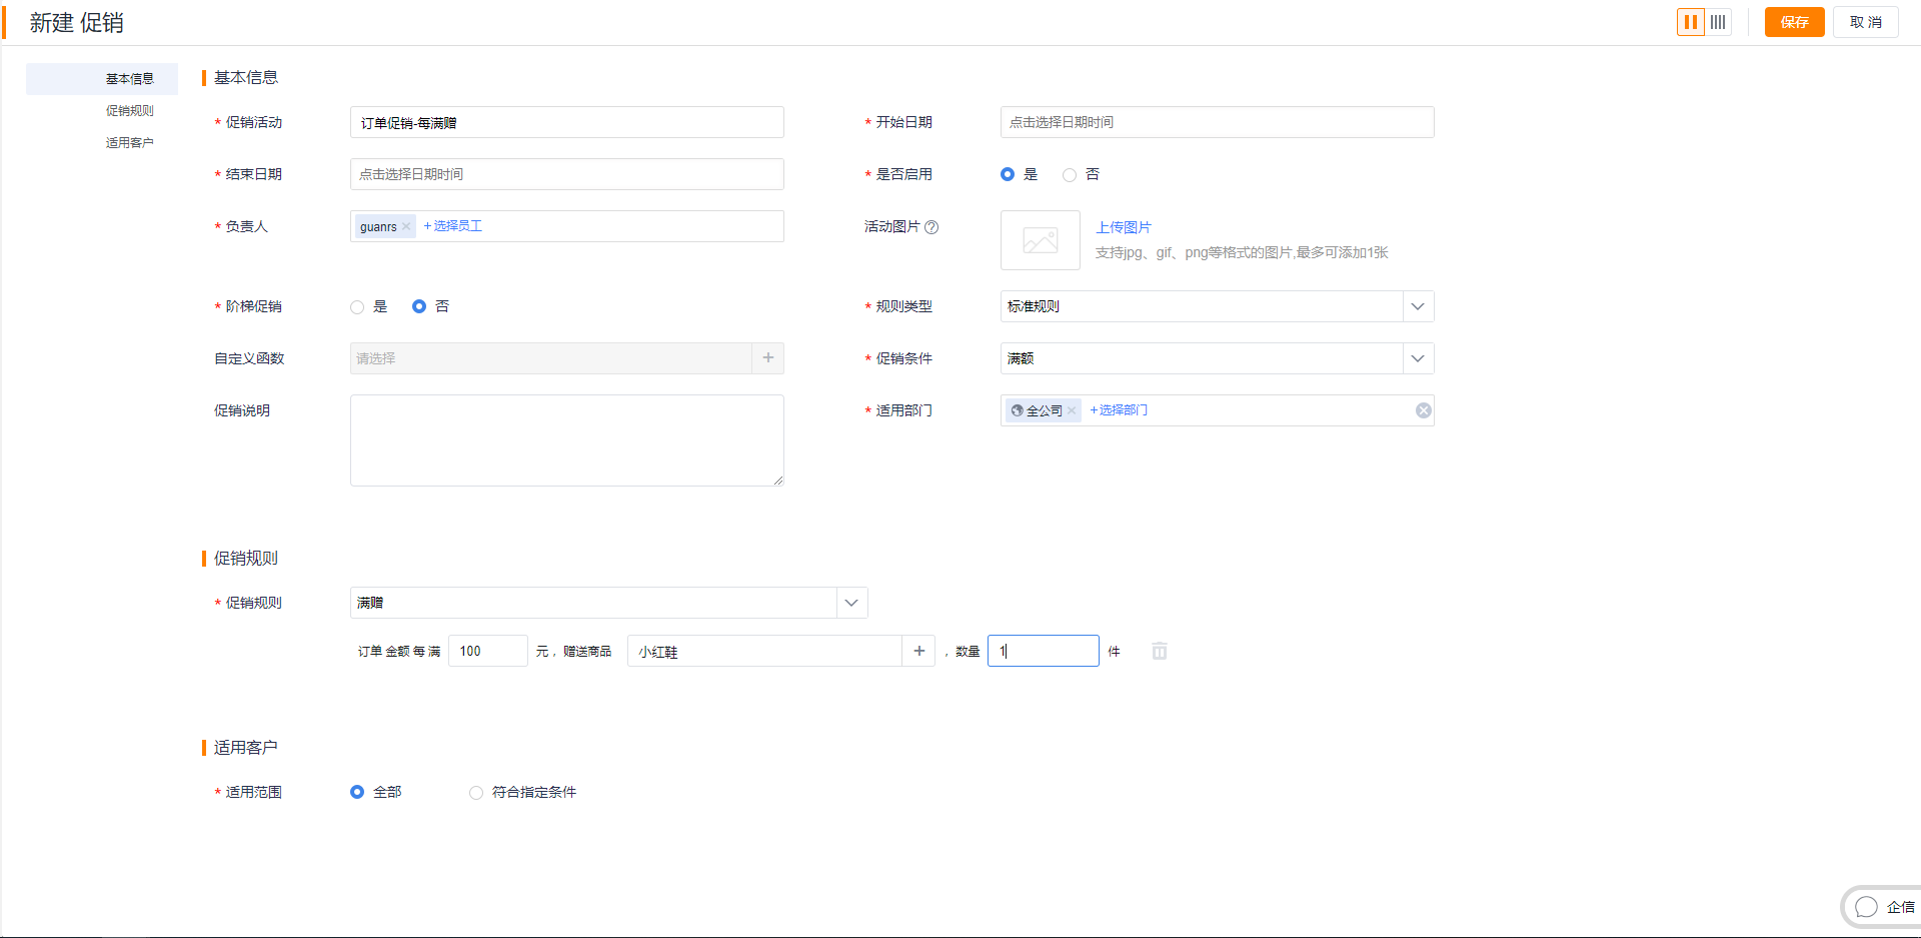 新建 促销
保存
取 消
基本信息
促销规则
适用客户
基本信息
* 促销活动 订单促销-每满赠
* 开始日期 点击选择日期时间
* 结束日期 点击选择日期时间
* 是否启用 是 否
* 负责人 guanrs × +选择员工
活动图片 ? 上传图片
支持jpg、gif、png等格式的图片,最多可添加1张
* 阶梯促销 是 否
* 规则类型 标准规则
自定义函数 请选择 +
* 促销条件 满额
促销说明
* 适用部门 全公司 × +选择部门
促销规则
* 促销规则 满赠
订单 金额 每 满 100 元，赠送商品 小红鞋 + ，数量 1 件
适用客户
* 适用范围 全部 符合指定条件
企信